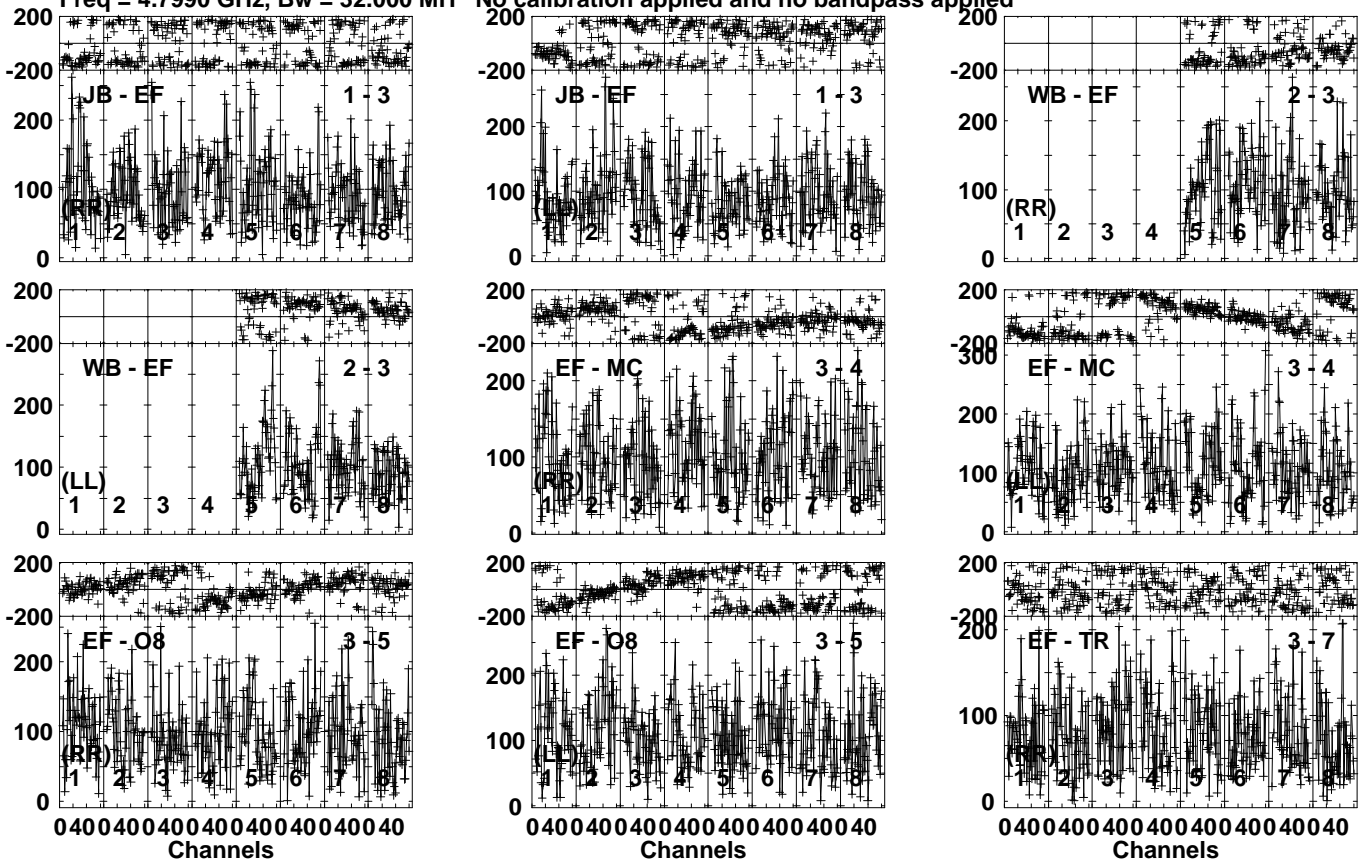 Freq = 4.7990 GHz, Bw = 32.000 MH No calibration applied and no bandpass applied
200 200 200
-200 -200 -200
JB - EF 1 - 3 JB - EF 1 - 3 WB - EF 2 - 3
200 200 200
100 100 100
(RR) (LL) (RR)
1 2 3 4 5 6 7 8 1 2 3 4 5 6 7 8 1 2 3 4 5 6 7 8
0 0 0
200 200 200
-200 -200 -200
300
WB - EF 2 - 3 EF - MC 3 - 4 EF - MC 3 - 4
200 200 200
100 100 100
(LL) (RR) (LL)
1 2 3 4 5 6 7 8 1 2 3 4 5 6 7 8 1 2 3 4 5 6 7 8
0 0 0
200 200 200
-200 -200 -200
EF - O8 3 - 5 EF - O8 3 - 5 EF - TR 3 - 7
200 200 200
100 100 100
(RR) (LL) (RR)
1 2 3 4 5 6 7 8 1 2 3 4 5 6 7 8 1 2 3 4 5 6 7 8
0 0 0
0 40 0 40 0 40 0 40 0 40 0 40 0 40 0 40 0 40 0 40 0 40 0 40 0 40 0 40 0 40 0 40 0 40 0 40 0 40 0 40 0 40 0 40 0 40 0 40
Channels Channels Channels